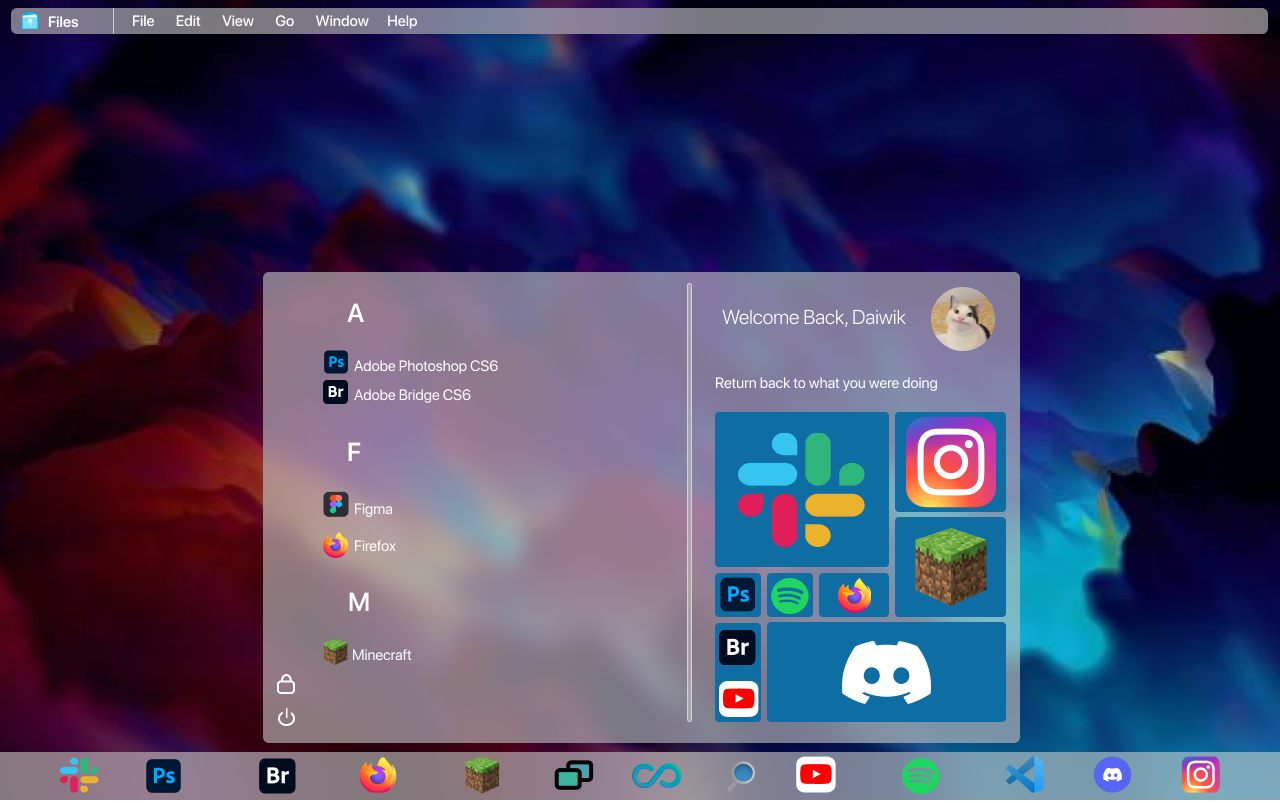 Files File Edit View Go Window Help
A
Ps Adobe Photoshop CS6
Br Adobe Bridge CS6
F
Figma
Firefox
M
Minecraft
Welcome Back, Daiwik
Return back to what you were doing
Ps
Br
Ps Br